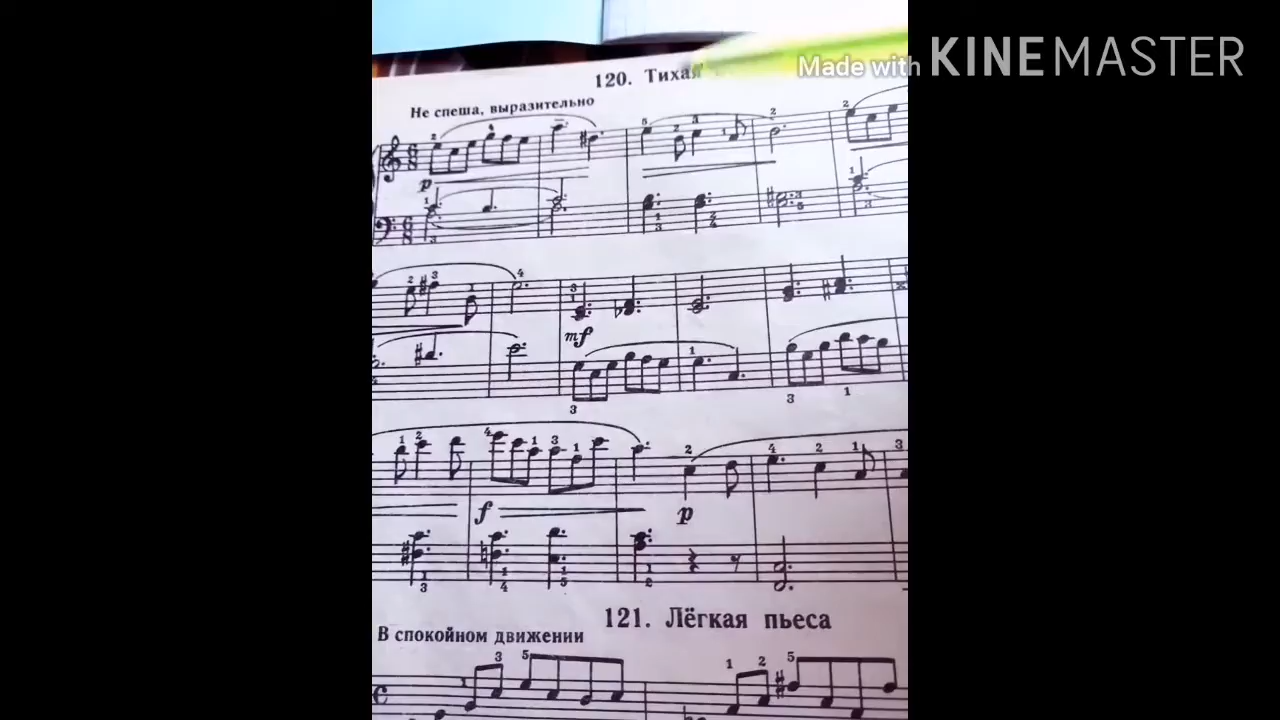 Made with KINEMASTER
120. Тихая
Не спеша, выразительно
p
mf
f
p
121. Лёгкая пьеса
В спокойном движении